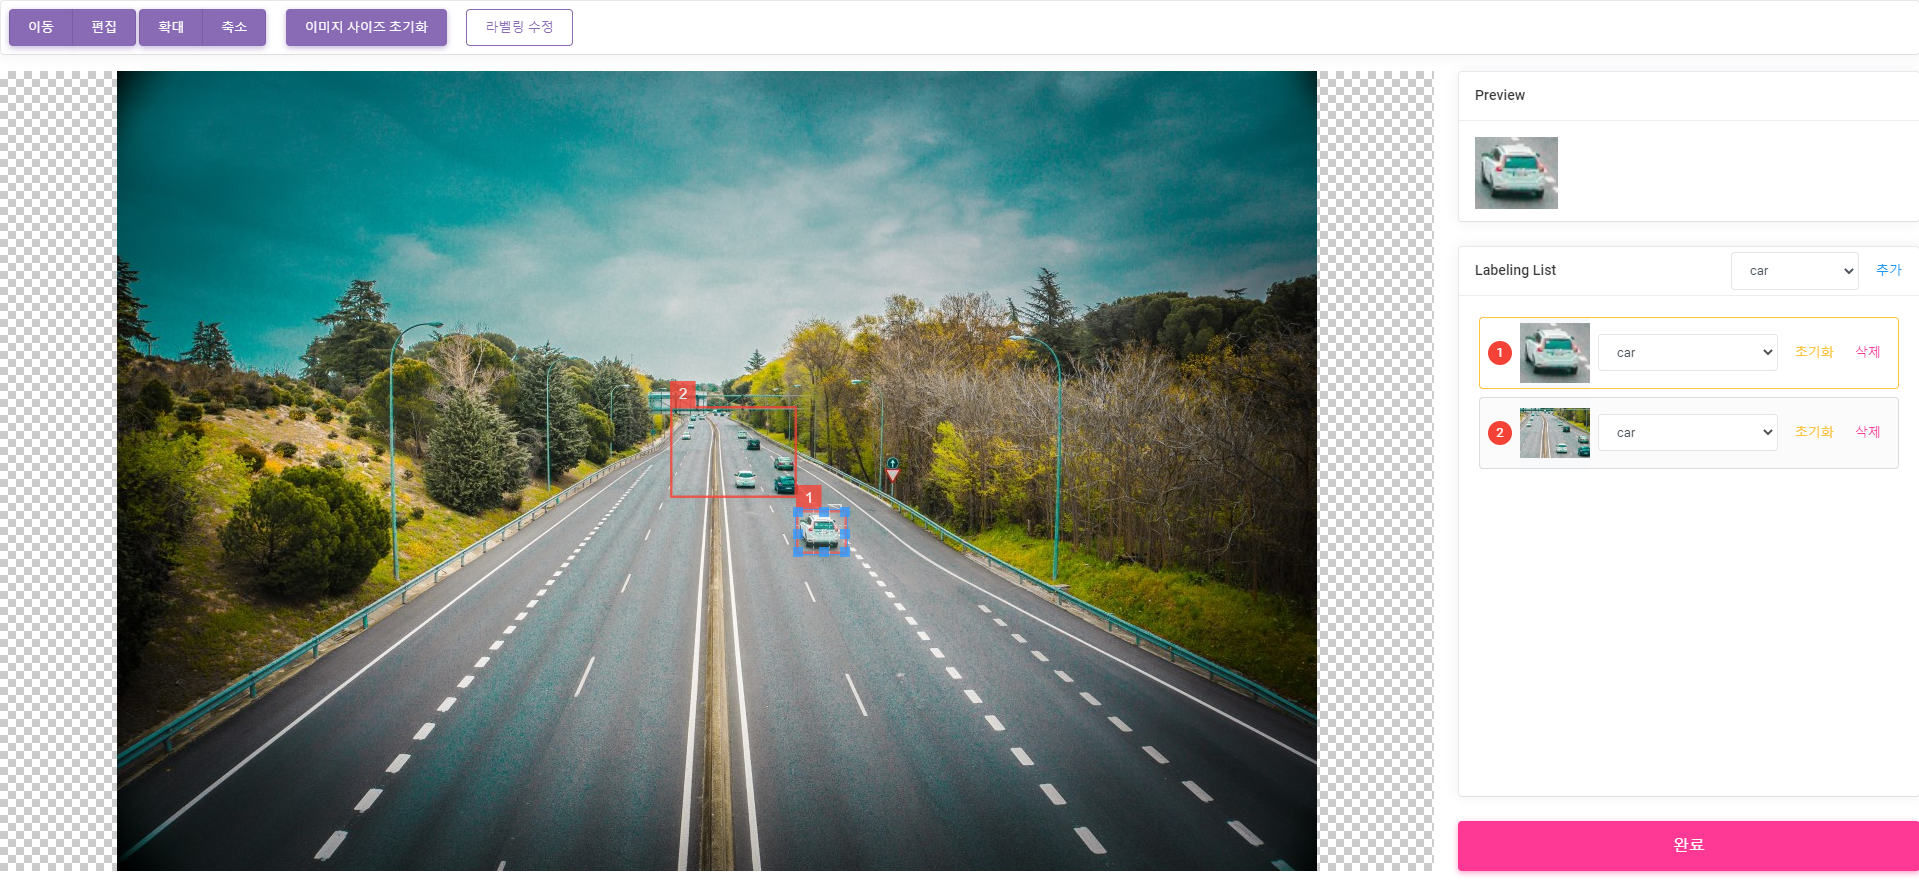 이동 편집 확대 축소 이미지 사이즈 초기화 라벨링 수정
Preview
Labeling List car 추가
1 car 초기화 삭제
2 car 초기화 삭제
2
1
완료